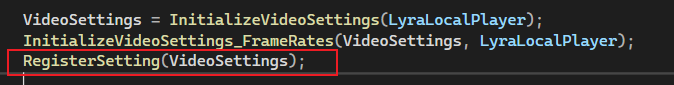 VideoSettings = InitializeVideoSettings(LyraLocalPlayer);
InitializeVideoSettings_FrameRates(VideoSettings, LyraLocalPlayer);
RegisterSetting(VideoSettings);